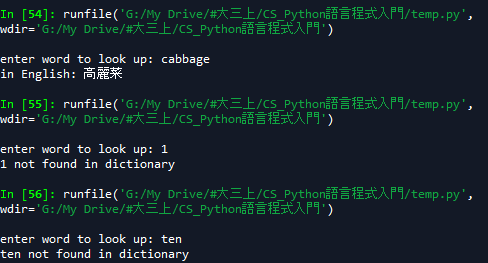 In [54]: runfile('G:/My Drive/#大三上/CS_Python語言程式入門/temp.py',
wdir='G:/My Drive/#大三上/CS_Python語言程式入門')
enter word to look up: cabbage
in English: 高麗菜
In [55]: runfile('G:/My Drive/#大三上/CS_Python語言程式入門/temp.py',
wdir='G:/My Drive/#大三上/CS_Python語言程式入門')
enter word to look up: 1
1 not found in dictionary
In [56]: runfile('G:/My Drive/#大三上/CS_Python語言程式入門/temp.py',
wdir='G:/My Drive/#大三上/CS_Python語言程式入門')
enter word to look up: ten
ten not found in dictionary